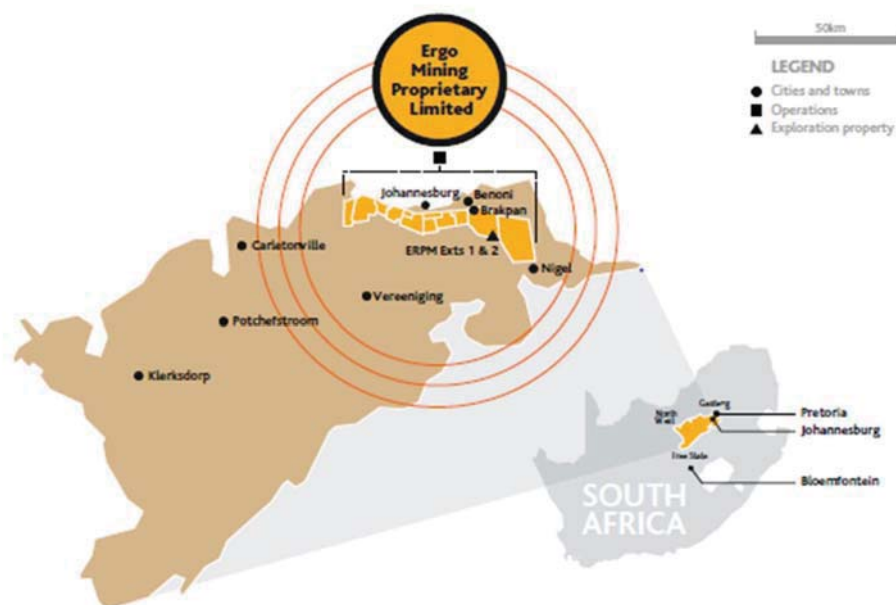 Ergo
Mining
Proprietary
Limited
50km
LEGEND
Cities and towns
Operations
Exploration property
Johannesburg
Benoni
Brakpan
Carletonville
ERPM Exts 1 & 2
Nigel
Vereeniging
Potchefstroom
Klerksdorp
Gauteng
North
West
Pretoria
Johannesburg
Free State
Bloemfontein
SOUTH
AFRICA